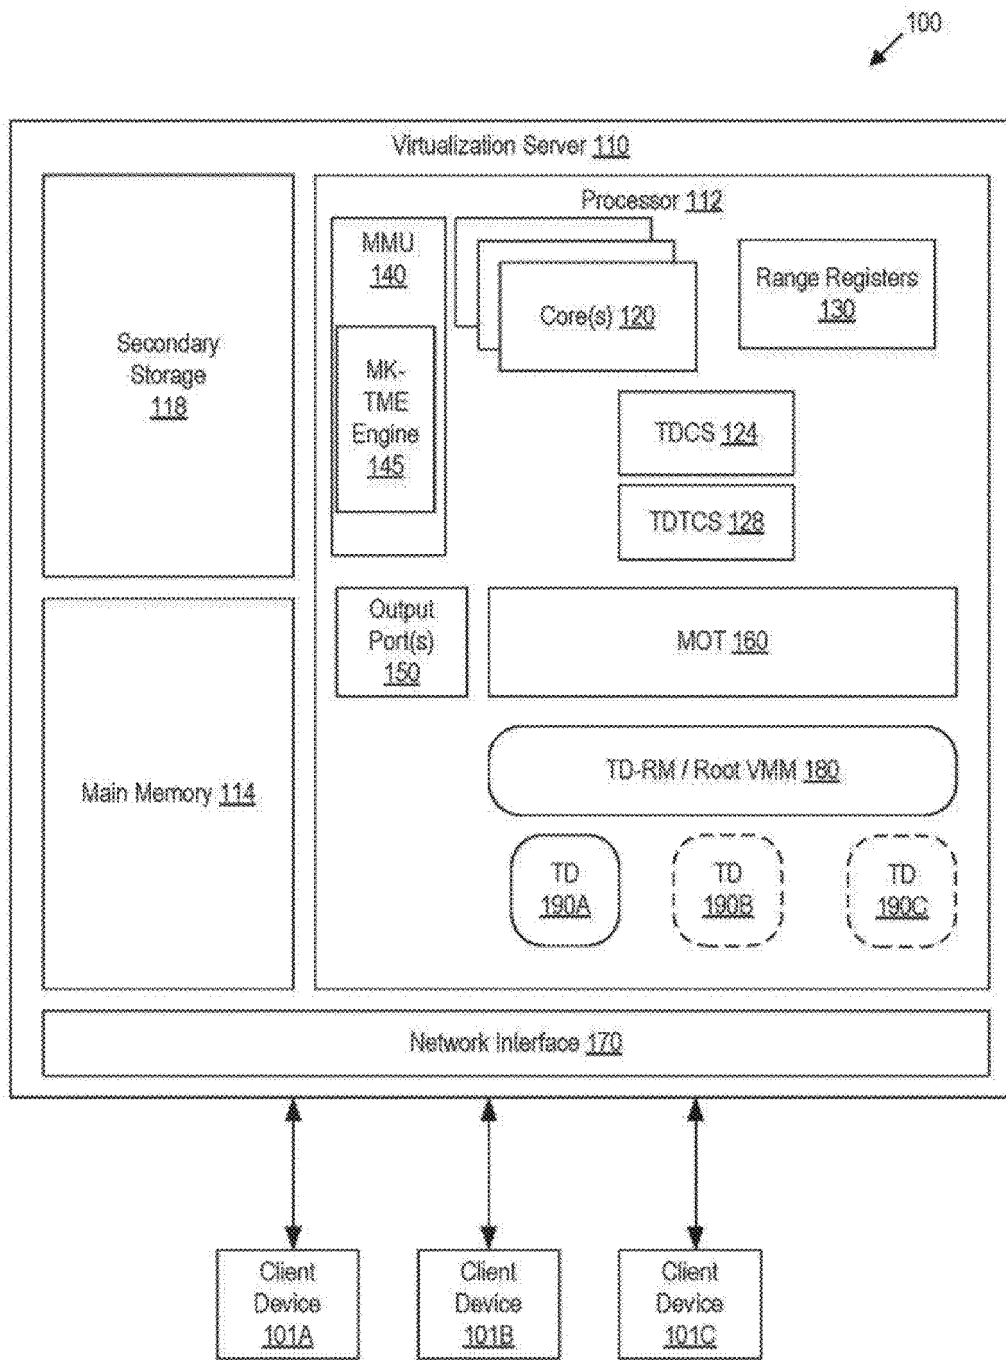 100
Virtualization Server 110
Secondary
Storage
118
Main Memory 114
Processor 112
MMU
140
MK-
TME
Engine
145
Core(s) 120
Range Registers
130
TDCS 124
TDTCS 128
Output
Port(s)
150
MOT 160
TD-RM / Root VMM 180
TD
190A
TD
190B
TD
190C
Network Interface 170
Client
Device
101A
Client
Device
101B
Client
Device
101C